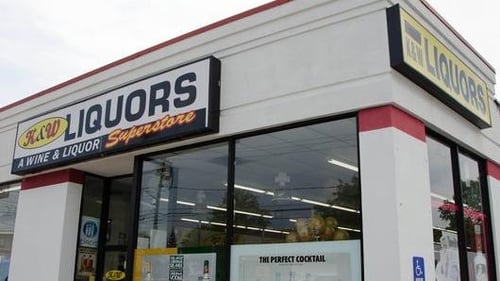 K&W LIQUORS
A WINE & LIQUOR Superstore
K&W LIQUORS
THE PERFECT COCKTAIL
K&W